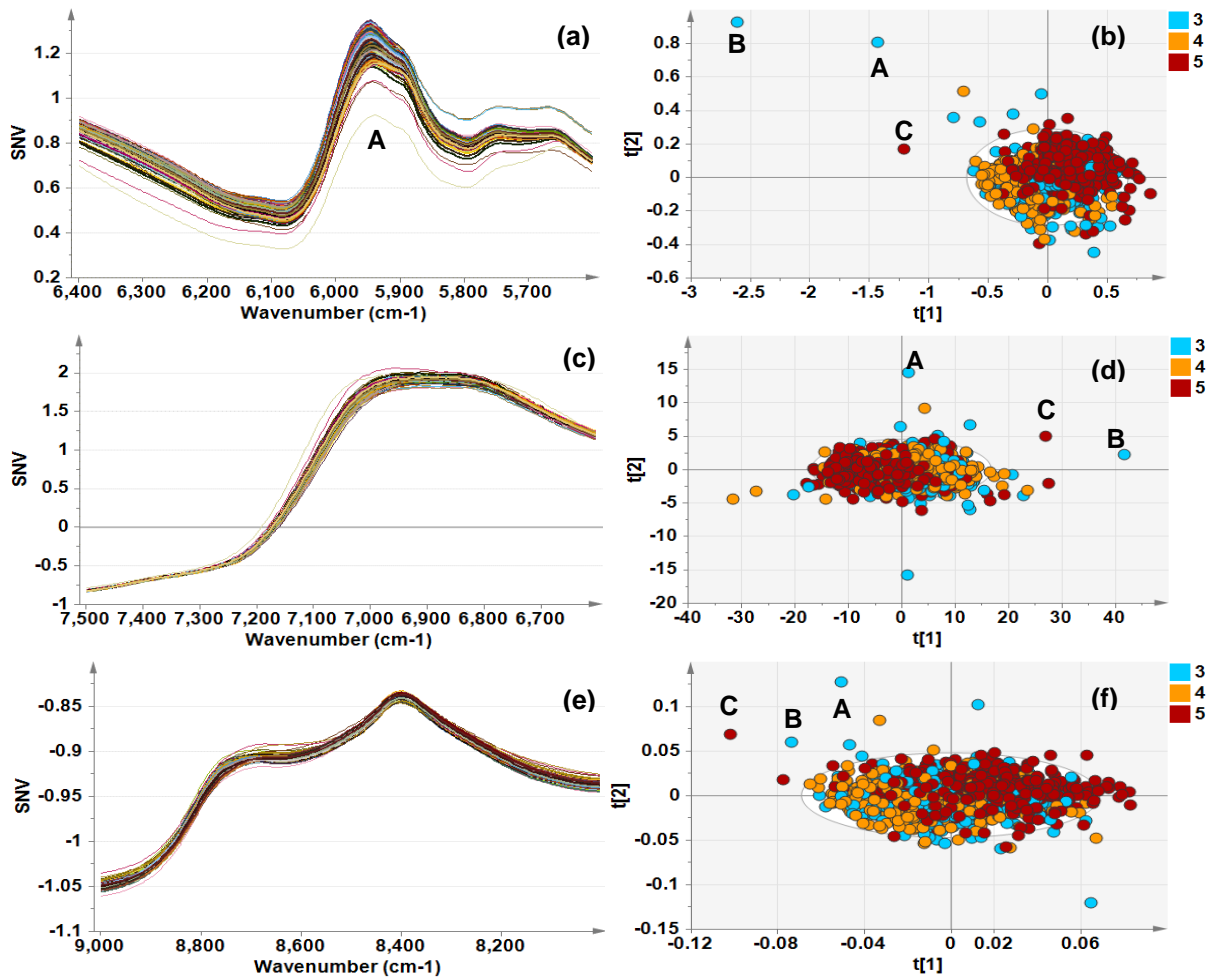 (a)
1.2
1
0.8
0.6
0.4
0.2
SNV
A
6,400 6,300 6,200 6,100 6,000 5,900 5,800 5,700
Wavenumber (cm-1)
(b)
3
4
5
B
A
C
0.8
0.6
0.4
0.2
0
-0.2
-0.4
-0.6
t[2]
-3 -2.5 -2 -1.5 -1 -0.5 0 0.5
t[1]
(c)
2
1.5
1
0.5
0
-0.5
-1
SNV
7,500 7,400 7,300 7,200 7,100 7,000 6,900 6,800 6,700
Wavenumber (cm-1)
(d)
3
4
5
A
C
B
15
10
5
0
-5
-10
-15
-20
t[2]
-40 -30 -20 -10 0 10 20 30 40
t[1]
(e)
-0.85
-0.9
-0.95
-1
-1.05
-1.1
SNV
9,000 8,800 8,600 8,400 8,200
Wavenumber (cm-1)
(f)
3
4
5
C
B
A
0.1
0.05
0
-0.05
-0.1
-0.15
t[2]
-0.12 -0.08 -0.04 0 0.02 0.06
t[1]